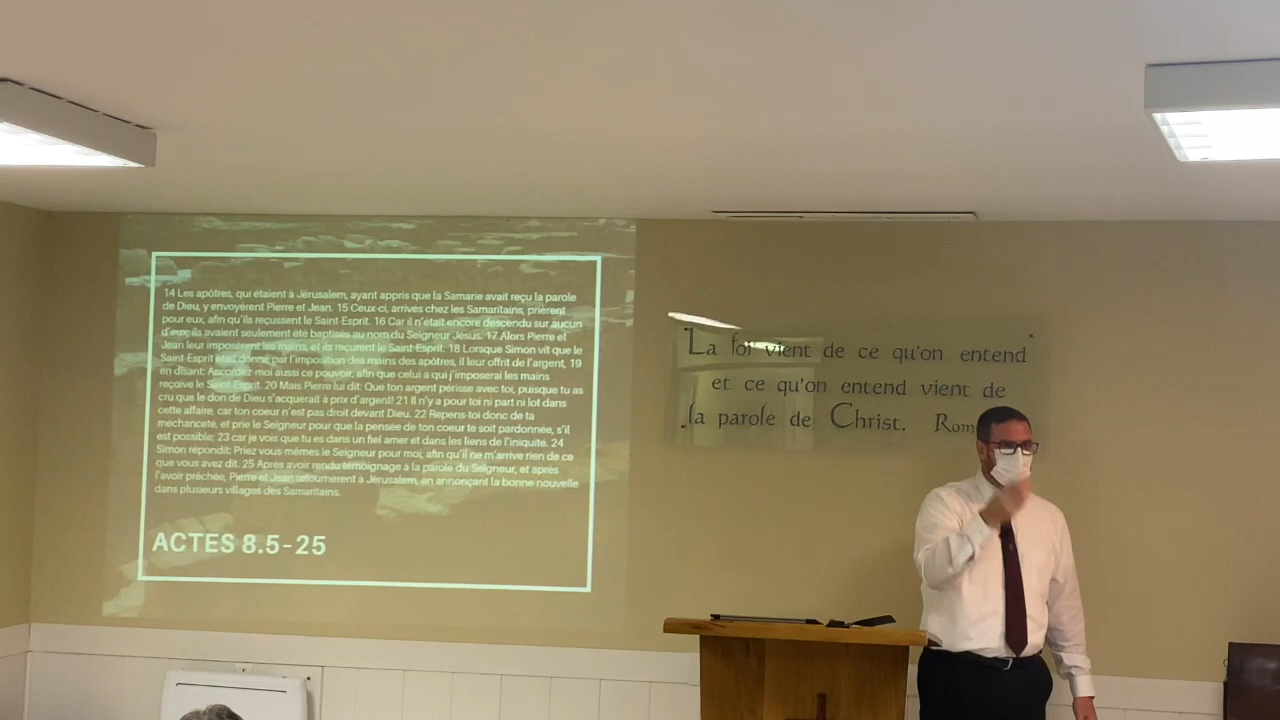 14 Les apôtres, qui étaient à Jérusalem, ayant appris que la Samarie avait reçu la parole
de Dieu, y envoyèrent Pierre et Jean. 15 Ceux-ci, arrivés chez les Samaritains, prièrent
pour eux, afin qu'ils reçussent le Saint-Esprit. 16 Car il n'était encore descendu sur aucun
d'eux; ils avaient seulement été baptisés au nom du Seigneur Jésus. 17 Alors Pierre et
Jean leur imposèrent les mains, et ils reçurent le Saint-Esprit. 18 Lorsque Simon vit que le
Saint-Esprit était donné par l'imposition des mains des apôtres, il leur offrit de l'argent, 19
en disant: Accordez-moi aussi ce pouvoir, afin que celui à qui j'imposerai les mains
reçoive le Saint-Esprit. 20 Mais Pierre lui dit: Que ton argent périsse avec toi, puisque tu as
cru que le don de Dieu s'acquérait à prix d'argent! 21 Il n'y a pour toi ni part ni lot dans
cette affaire, car ton coeur n'est pas droit devant Dieu. 22 Repens-toi donc de ta
méchanceté, et prie le Seigneur pour que la pensée de ton coeur te soit pardonnée, s'il
est possible; 23 car je vois que tu es dans un fiel amer et dans les liens de l'iniquité. 24
Simon répondit: Priez vous-mêmes le Seigneur pour moi, afin qu'il ne m'arrive rien de ce
que vous avez dit. 25 Après avoir rendu témoignage à la parole du Seigneur, et après
l'avoir prêchée, Pierre et Jean retournèrent à Jérusalem, en annonçant la bonne nouvelle
dans plusieurs villages des Samaritains.
ACTES 8.5-25
La foi vient de ce qu'on entend
et ce qu'on entend vient de
la parole de Christ. Rom